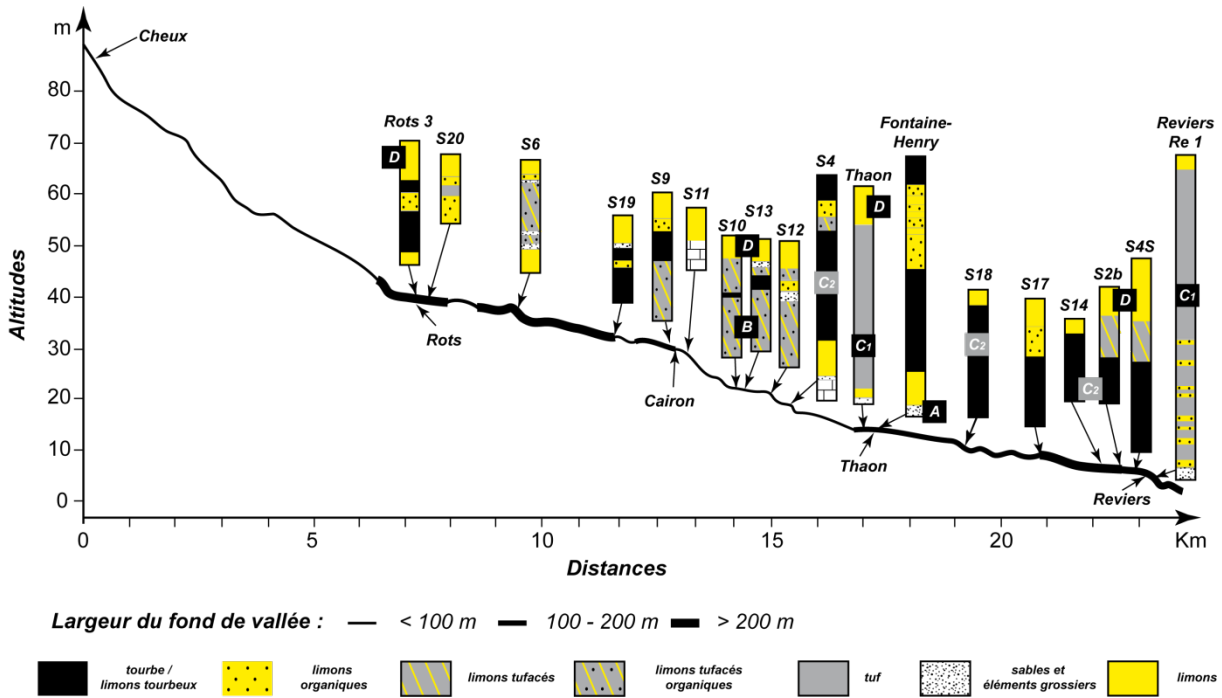 m
Altitudes
80
70
60
50
40
30
20
10
0
Cheux
Rots 3
D
S20
S6
S19
S9
S11
S10
S13
D
B
S12
S4
C2
Thaon
D
C1
Fontaine-
Henry
A
S18
C2
S17
S14
C2
S2b
D
S4S
Reviers
Re 1
C1
Rots
Cairon
Thaon
Reviers
0
5
10
15
20
Km
Distances
Largeur du fond de vallée :
< 100 m
100 - 200 m
> 200 m
tourbe /
limons tourbeux
limons
organiques
limons tufacés
limons tufacés
organiques
tuf
sables et
éléments grossiers
limons